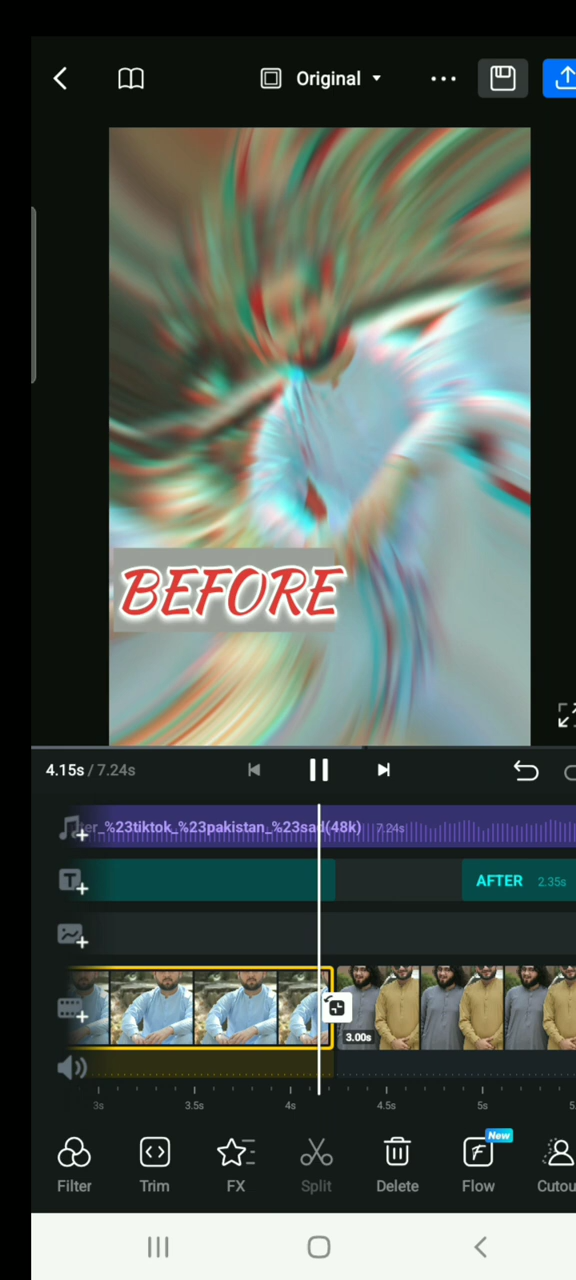 Original
BEFORE
4.15s / 7.24s
er_%23tiktok_%23pakistan_%23sad(48k) 7.24s
AFTER 2.35s
3.00s
3s 3.5s 4s 4.5s 5s 5.
New
Filter Trim FX Split Delete Flow Cutou